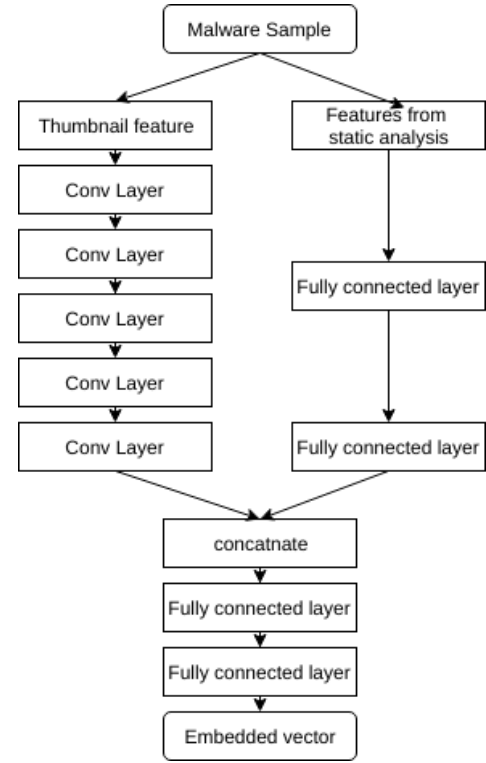 Malware Sample
Thumbnail feature
Features from
static analysis
Conv Layer
Conv Layer
Fully connected layer
Conv Layer
Conv Layer
Conv Layer
Fully connected layer
concatnate
Fully connected layer
Fully connected layer
Embedded vector